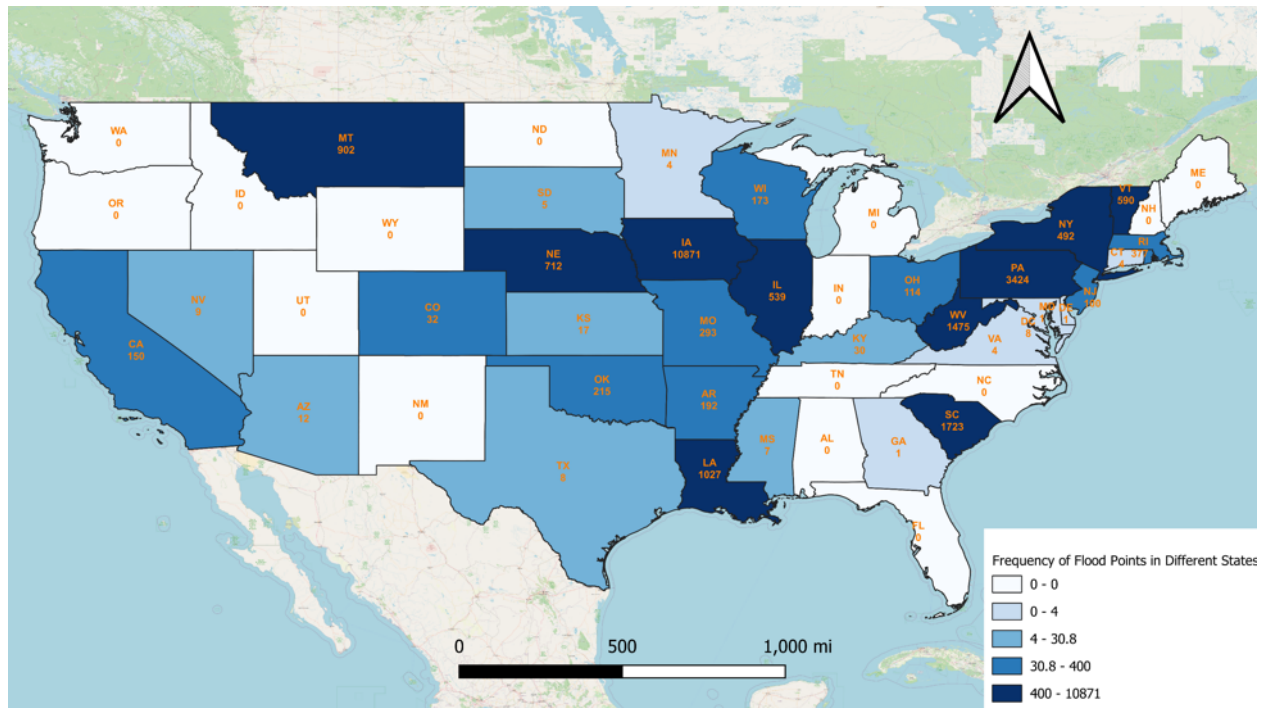 WA
0
MT
902
ND
0
MN
4
ME
0
OR
0
ID
0
WY
0
SD
WI
173
MI
0
VT
590
NH
0
NY
492
RI
CT
4
NE
712
IA
10871
PA
3424
NV
UT
0
CO
32
KS
17
IL
539
IN
0
OH
114
NJ
WV
1475
MO
293
KY
30
VA
4
CA
150
AZ
NM
0
OK
215
AR
192
TN
0
NC
0
SC
1723
MS
7
AL
0
GA
1
LA
1027
TX
FL
0
0 500 1,000 mi
Frequency of Flood Points in Different States
0 - 0
0 - 4
4 - 30.8
30.8 - 400
400 - 10871